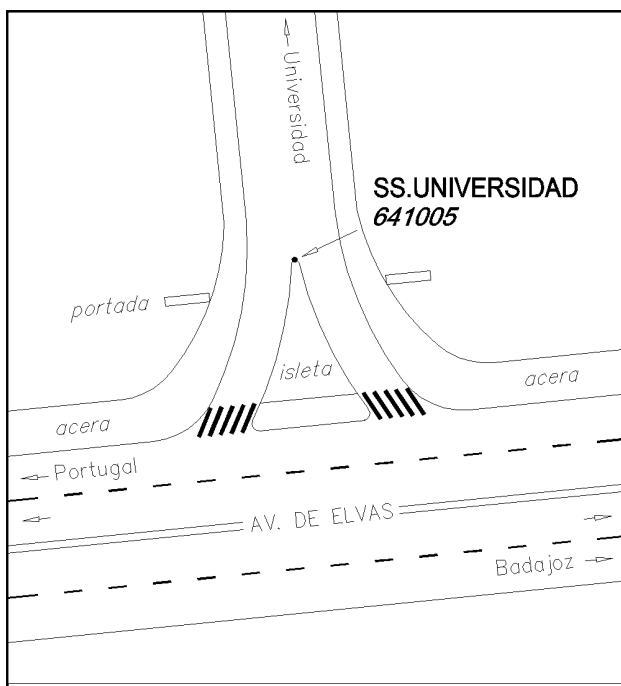 Universidad
SS.UNIVERSIDAD
641005
portada
isleta
acera
acera
Portugal
AV. DE ELVAS
Badajoz